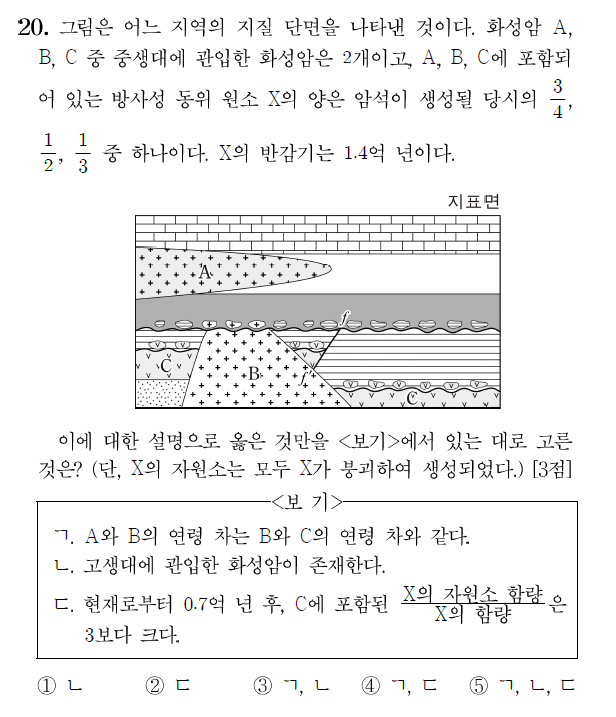 20. 그림은 어느 지역의 지질 단면을 나타낸 것이다. 화성암 A,
B, C 중 중생대에 관입한 화성암은 2개이고, A, B, C에 포함되
어 있는 방사성 동위 원소 X의 양은 암석이 생성될 당시의 3/4,
1/2, 1/3 중 하나이다. X의 반감기는 1.4억 년이다.
지표면
A
f
C
B
f′
C
이에 대한 설명으로 옳은 것만을 <보기>에서 있는 대로 고른
것은? (단, X의 자원소는 모두 X가 붕괴하여 생성되었다.) [3점]
<보 기>
ㄱ. A와 B의 연령 차는 B와 C의 연령 차와 같다.
ㄴ. 고생대에 관입한 화성암이 존재한다.
ㄷ. 현재로부터 0.7억 년 후, C에 포함된 X의 자원소 함량/X의 함량은
3보다 크다.
① ㄴ ② ㄷ ③ ㄱ, ㄴ ④ ㄱ, ㄷ ⑤ ㄱ, ㄴ, ㄷ